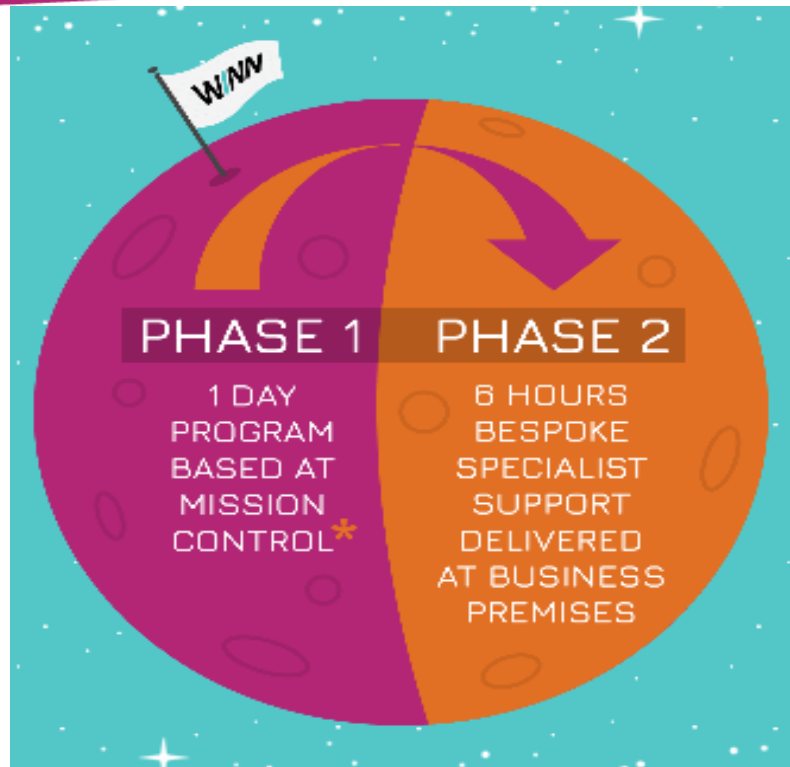 WINN
PHASE 1
1 DAY
PROGRAM
BASED AT
MISSION
CONTROL*
PHASE 2
6 HOURS
BESPOKE
SPECIALIST
SUPPORT
DELIVERED
AT BUSINESS
PREMISES